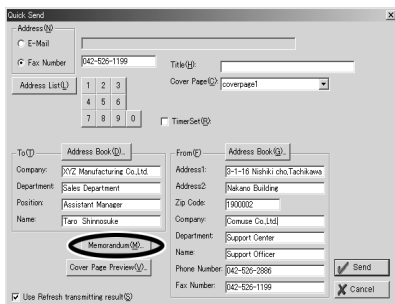 Quick Send
Address(N)
E-Mail
Fax Number 042-526-1199
Title(H):
Address List(L) 1 2 3
4 5 6
7 8 9 0
Cover Page(C): coverpage1
TimerSet(R):
To(T) Address Book(D)...
Company: XYZ Manufacturing Co.,Ltd.
Department: Sales Department
Position: Assistant Manager
Name: Taro Shinnosuke
Memorandum(M)...
Cover Page Preview(V)...
Use Refresh transmitting result(S)
From(F) Address Book(G)...
Address1: 3-1-16 Nishiki cho,Tachikawa
Address2: Nakano Building
Zip Code: 1900002
Company: Comuse Co.,Ltd.
Department: Support Center
Name: Support Officer
Phone Number: 042-526-2886
Fax Number: 042-526-1199
Send
Cancel